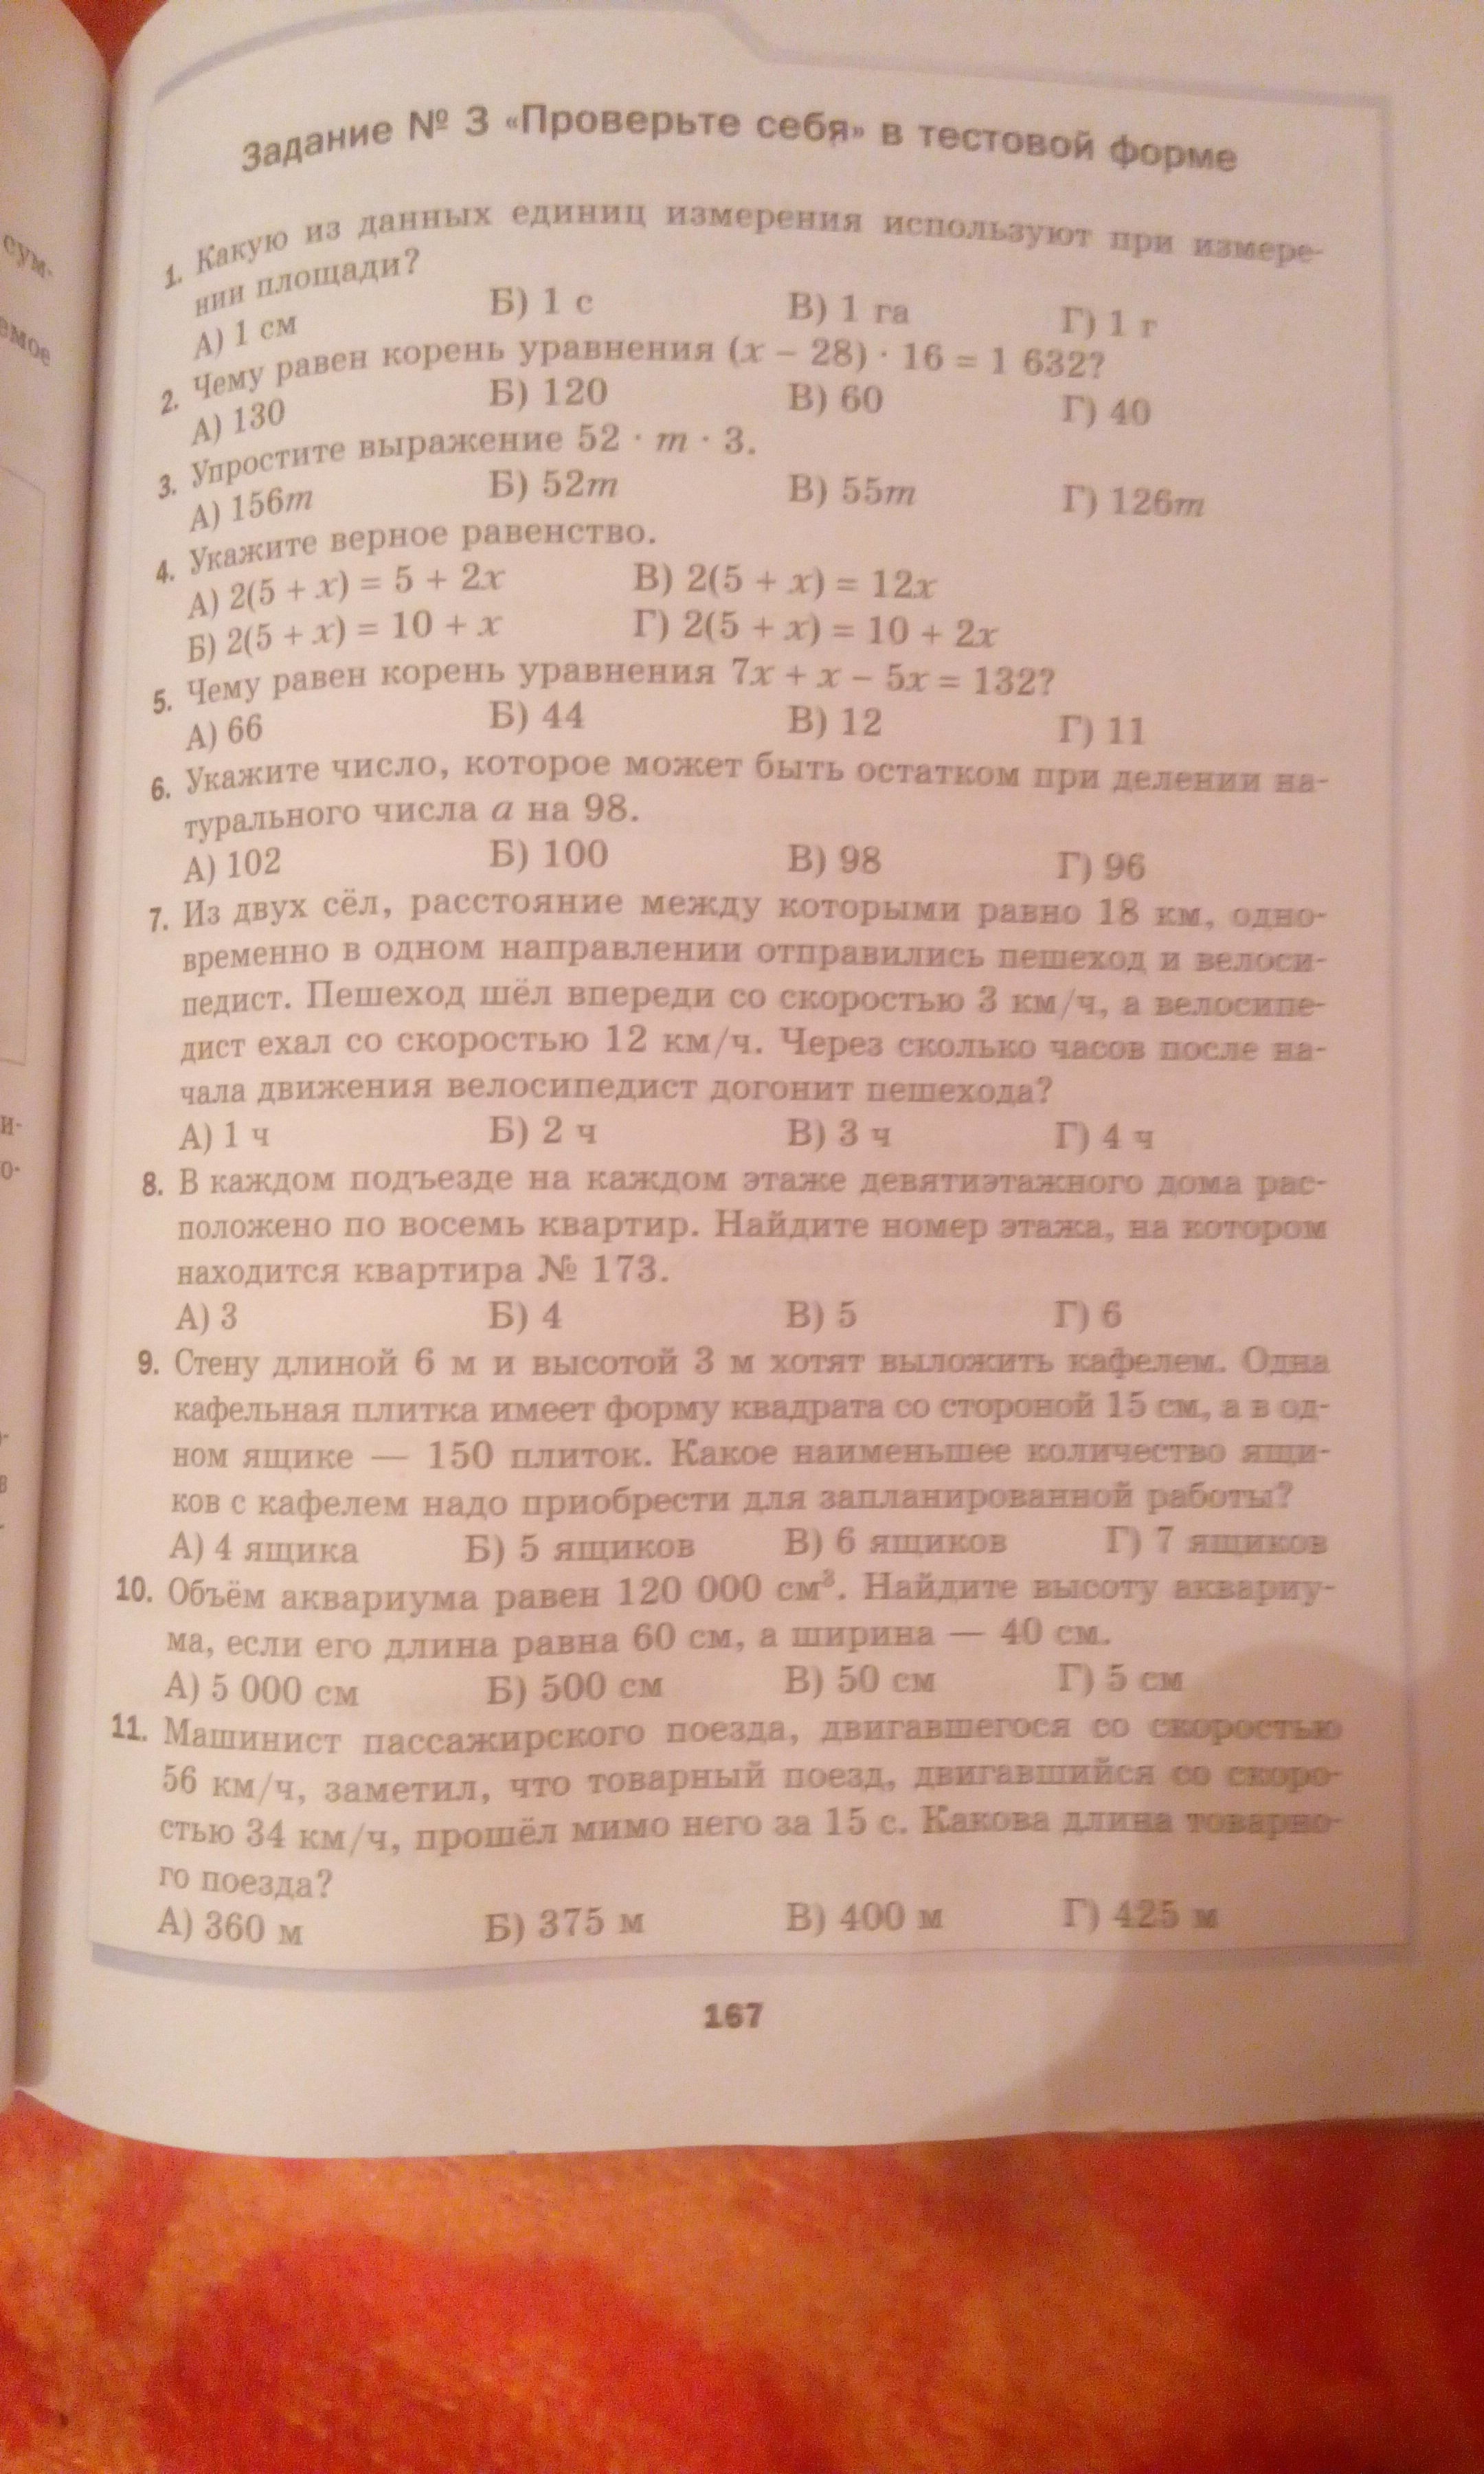 Задание № 3 «Проверьте себя» в тестовой форме
1. Какую из данных единиц измерения используют при измере-
нии площади?
А) 1 см Б) 1 с В) 1 га Г) 1 г
2. Чему равен корень уравнения (x – 28) · 16 = 1 632?
А) 130 Б) 120 В) 60 Г) 40
3. Упростите выражение 52 · m · 3.
А) 156m Б) 52m В) 55m Г) 126m
4. Укажите верное равенство.
А) 2(5 + x) = 5 + 2x В) 2(5 + x) = 12x
Б) 2(5 + x) = 10 + x Г) 2(5 + x) = 10 + 2x
5. Чему равен корень уравнения 7x + x – 5x = 132?
А) 66 Б) 44 В) 12 Г) 11
6. Укажите число, которое может быть остатком при делении на-
турального числа a на 98.
А) 102 Б) 100 В) 98 Г) 96
7. Из двух сёл, расстояние между которыми равно 18 км, одно-
временно в одном направлении отправились пешеход и велоси-
педист. Пешеход шёл впереди со скоростью 3 км/ч, а велосипе-
дист ехал со скоростью 12 км/ч. Через сколько часов после на-
чала движения велосипедист догонит пешехода?
А) 1 ч Б) 2 ч В) 3 ч Г) 4 ч
8. В каждом подъезде на каждом этаже девятиэтажного дома рас-
положено по восемь квартир. Найдите номер этажа, на котором
находится квартира № 173.
А) 3 Б) 4 В) 5 Г) 6
9. Стену длиной 6 м и высотой 3 м хотят выложить кафелем. Одна
кафельная плитка имеет форму квадрата со стороной 15 см, а в од-
ном ящике — 150 плиток. Какое наименьшее количество ящи-
ков с кафелем надо приобрести для запланированной работы?
А) 4 ящика Б) 5 ящиков В) 6 ящиков Г) 7 ящиков
10. Объём аквариума равен 120 000 см³. Найдите высоту аквариу-
ма, если его длина равна 60 см, а ширина — 40 см.
А) 5 000 см Б) 500 см В) 50 см Г) 5 см
11. Машинист пассажирского поезда, двигавшегося со скоростью
56 км/ч, заметил, что товарный поезд, двигавшийся со скоро-
стью 34 км/ч, прошёл мимо него за 15 с. Какова длина товарно-
го поезда?
А) 360 м Б) 375 м В) 400 м Г) 425 м
167